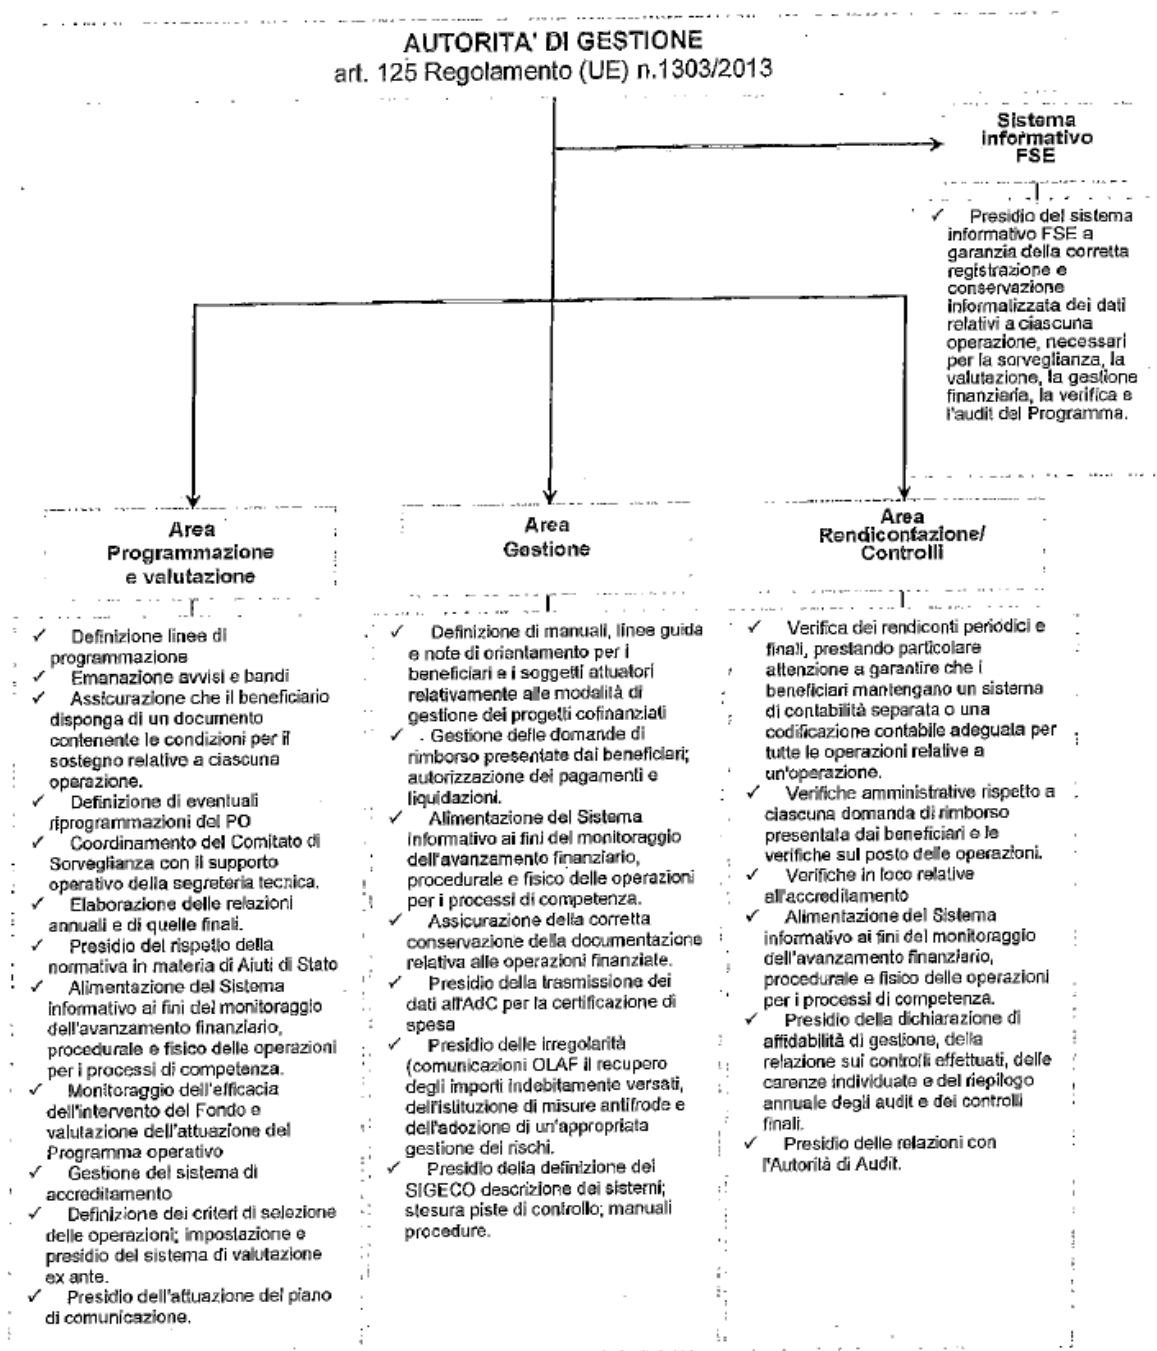 AUTORITA' DI GESTIONE
art. 125 Regolamento (UE) n.1303/2013
Sistema
informativo
FSE
✓ Presidio del sistema
informativo FSE a
garanzia della corretta
registrazione e
conservazione
informatizzata dei dati
relativi a ciascuna
operazione, necessari
per la sorveglianza, la
valutazione, la gestione
finanziaria, la verifica e
l'audit del Programma.
Area
Programmazione
e valutazione
✓ Definizione linee di
programmazione
✓ Emanazione avvisi e bandi
✓ Assicurazione che il beneficiario
disponga di un documento
contenente le condizioni per il
sostegno relative a ciascuna
operazione.
✓ Definizione di eventuali
riprogrammazioni del PO
✓ Coordinamento del Comitato di
Sorveglianza con il supporto
operativo della segreteria tecnica.
✓ Elaborazione delle relazioni
annuali e di quelle finali.
✓ Presidio del rispetto della
normativa in materia di Aiuti di Stato
✓ Alimentazione del Sistema
informativo ai fini del monitoraggio
dell'avanzamento finanziario,
procedurale e fisico delle operazioni
per i processi di competenza.
✓ Monitoraggio dell'efficacia
dell'intervento del Fondo e
valutazione dell'attuazione del
Programma operativo
✓ Gestione del sistema di
accreditamento
✓ Definizione dei criteri di selezione
delle operazioni; impostazione e
presidio del sistema di valutazione
ex ante.
✓ Presidio dell'attuazione del piano
di comunicazione.
Area
Gestione
✓ Definizione di manuali, linee guida
e note di orientamento per i
beneficiari e i soggetti attuatori
relativamente alle modalità di
gestione dei progetti cofinanziati
✓ Gestione delle domande di
rimborso presentate dai beneficiari;
autorizzazione dei pagamenti e
liquidazioni.
✓ Alimentazione del Sistema
informativo ai fini del monitoraggio
dell'avanzamento finanziario,
procedurale e fisico delle operazioni
per i processi di competenza.
✓ Assicurazione della corretta
conservazione della documentazione
relativa alle operazioni finanziate.
✓ Presidio della trasmissione dei
dati all'AdC per la certificazione di
spesa
✓ Presidio delle irregolarità
(comunicazioni OLAF il recupero
degli importi indebitamente versati,
dell'istituzione di misure antifrode e
dell'adozione di un'appropriata
gestione dei rischi.
✓ Presidio della definizione dei
SIGECO descrizione dei sistemi;
stesura piste di controllo; manuali
procedure.
Area
Rendicontazione/
Controlli
✓ Verifica dei rendiconti periodici e
finali, prestando particolare
attenzione a garantire che i
beneficiari mantengano un sistema
di contabilità separata o una
codificazione contabile adeguata per
tutte le operazioni relative a
un'operazione.
✓ Verifiche amministrative rispetto a
ciascuna domanda di rimborso
presentata dai beneficiari e le
verifiche sul posto delle operazioni.
✓ Verifiche in loco relative
all'accreditamento
✓ Alimentazione del Sistema
informativo ai fini del monitoraggio
dell'avanzamento finanziario,
procedurale e fisico delle operazioni
per i processi di competenza.
✓ Presidio della dichiarazione di
affidabilità di gestione, della
relazione sui controlli effettuati, delle
carenze individuate e del riepilogo
annuale degli audit e dei controlli
finali.
✓ Presidio delle relazioni con
l'Autorità di Audit.